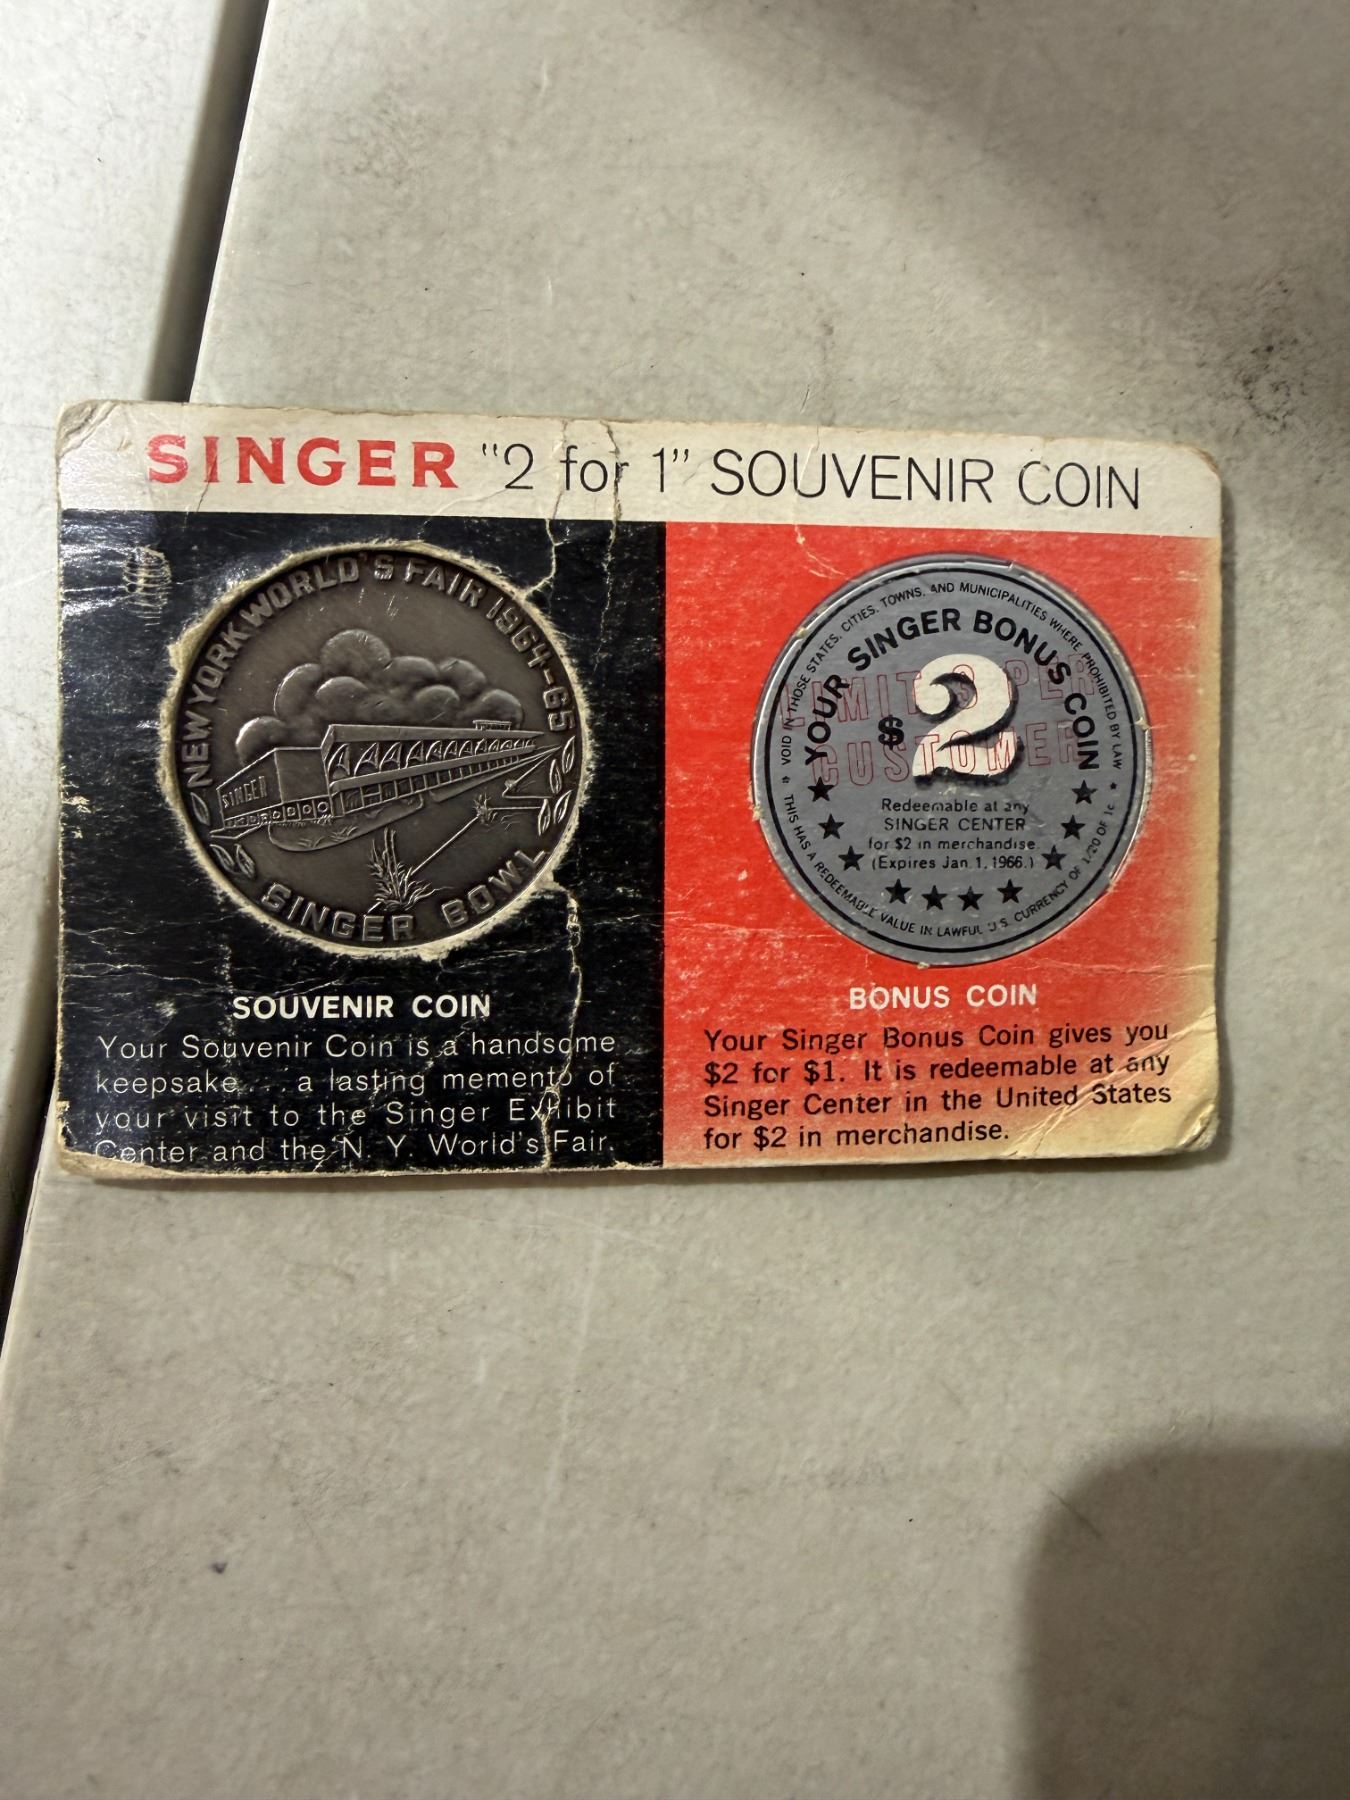 SINGER "2 for 1" SOUVENIR COIN
NEW YORK WORLD'S FAIR 1964-65
SINGER
SINGER BOWL
VOID IN THOSE STATES, CITIES, TOWNS, AND MUNICIPALITIES WHERE PROHIBITED BY LAW
YOUR SINGER BONUS COIN
LIMIT 3 PER
CUSTOMER
$2
Redeemable at any
SINGER CENTER
for $2 in merchandise.
(Expires Jan. 1, 1966.)
THIS HAS A REDEEMABLE VALUE IN LAWFUL U.S. CURRENCY OF 1/20 OF 1c
SOUVENIR COIN
Your Souvenir Coin is a handsome
keepsake... a lasting memento of
your visit to the Singer Exhibit
Center and the N. Y. World's Fair.
BONUS COIN
Your Singer Bonus Coin gives you
$2 for $1. It is redeemable at any
Singer Center in the United States
for $2 in merchandise.